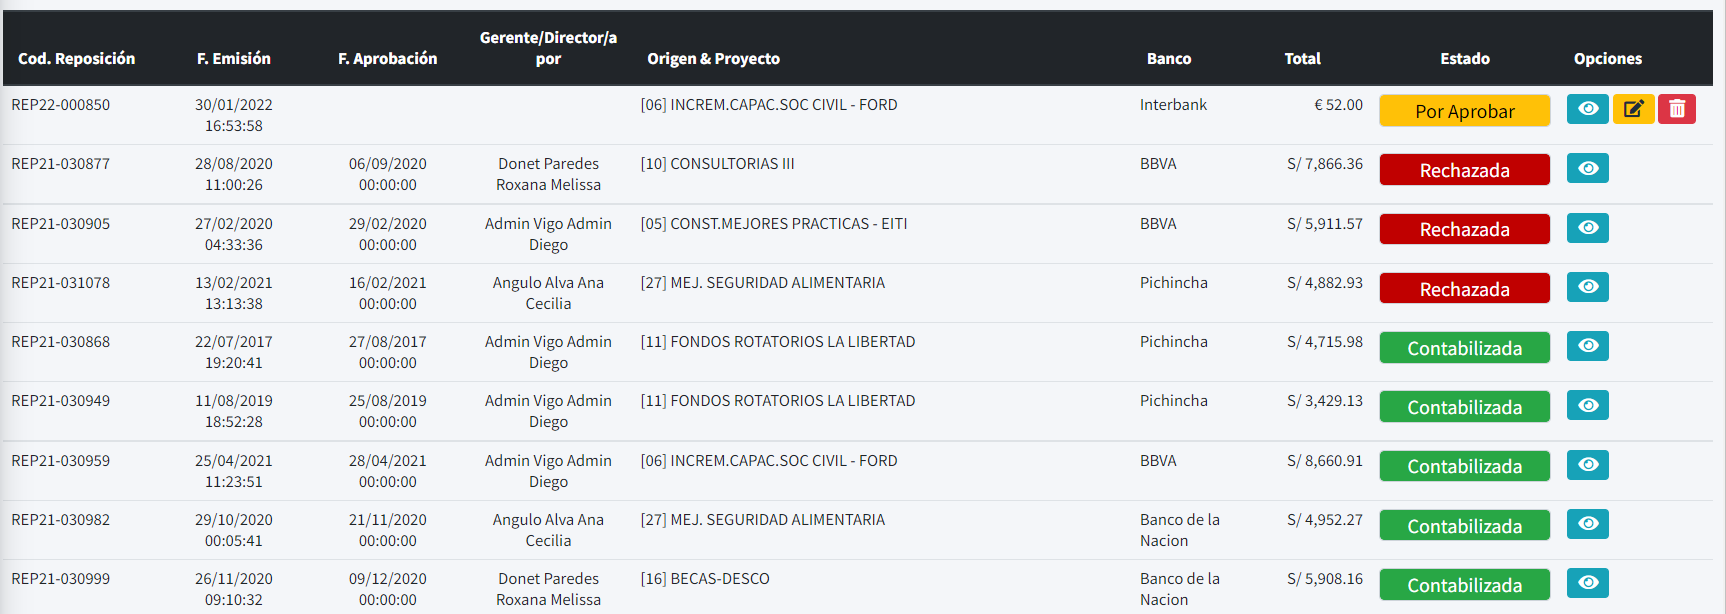 Cod. Reposición F. Emisión F. Aprobación Gerente/Director/a por Origen & Proyecto Banco Total Estado Opciones
REP22-000850 30/01/2022 16:53:58 [06] INCREM.CAPAC.SOC CIVIL - FORD Interbank € 52.00 Por Aprobar
REP21-030877 28/08/2020 11:00:26 06/09/2020 00:00:00 Donet Paredes Roxana Melissa [10] CONSULTORIAS III BBVA S/ 7,866.36 Rechazada
REP21-030905 27/02/2020 04:33:36 29/02/2020 00:00:00 Admin Vigo Admin Diego [05] CONST.MEJORES PRACTICAS - EITI BBVA S/ 5,911.57 Rechazada
REP21-031078 13/02/2021 13:13:38 16/02/2021 00:00:00 Angulo Alva Ana Cecilia [27] MEJ. SEGURIDAD ALIMENTARIA Pichincha S/ 4,882.93 Rechazada
REP21-030868 22/07/2017 19:20:41 27/08/2017 00:00:00 Admin Vigo Admin Diego [11] FONDOS ROTATORIOS LA LIBERTAD Pichincha S/ 4,715.98 Contabilizada
REP21-030949 11/08/2019 18:52:28 25/08/2019 00:00:00 Admin Vigo Admin Diego [11] FONDOS ROTATORIOS LA LIBERTAD Pichincha S/ 3,429.13 Contabilizada
REP21-030959 25/04/2021 11:23:51 28/04/2021 00:00:00 Admin Vigo Admin Diego [06] INCREM.CAPAC.SOC CIVIL - FORD BBVA S/ 8,660.91 Contabilizada
REP21-030982 29/10/2020 00:05:41 21/11/2020 00:00:00 Angulo Alva Ana Cecilia [27] MEJ. SEGURIDAD ALIMENTARIA Banco de la Nacion S/ 4,952.27 Contabilizada
REP21-030999 26/11/2020 09:10:32 09/12/2020 00:00:00 Donet Paredes Roxana Melissa [16] BECAS-DESCO Banco de la Nacion S/ 5,908.16 Contabilizada